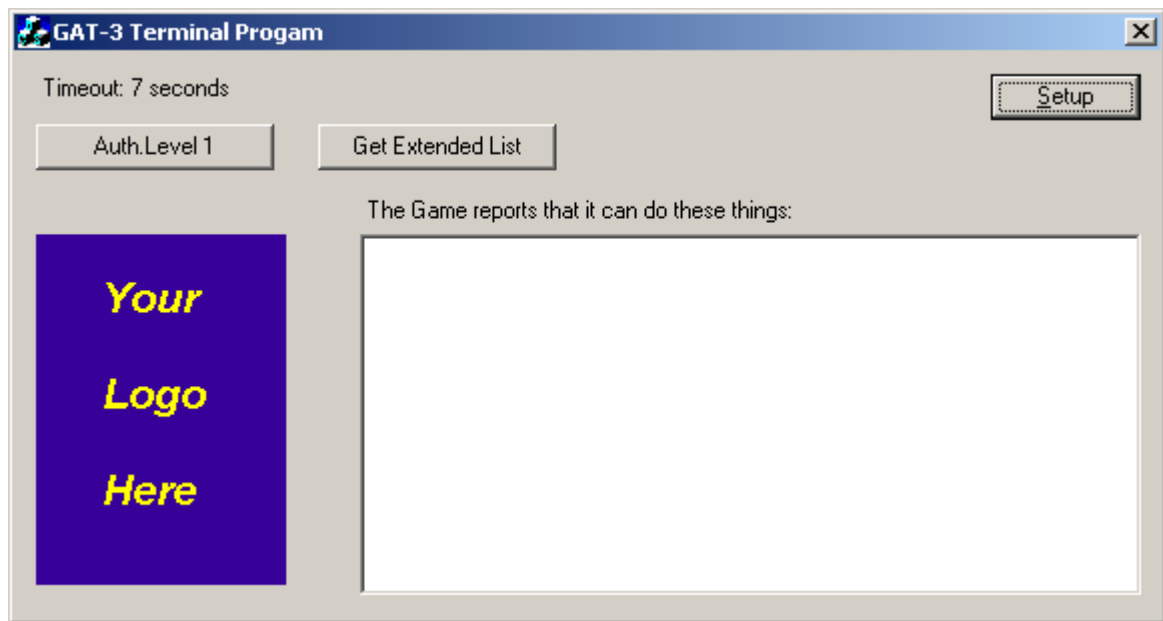 GAT-3 Terminal Progam
Timeout: 7 seconds
Setup
Auth.Level 1
Get Extended List
The Game reports that it can do these things:
Your
Logo
Here